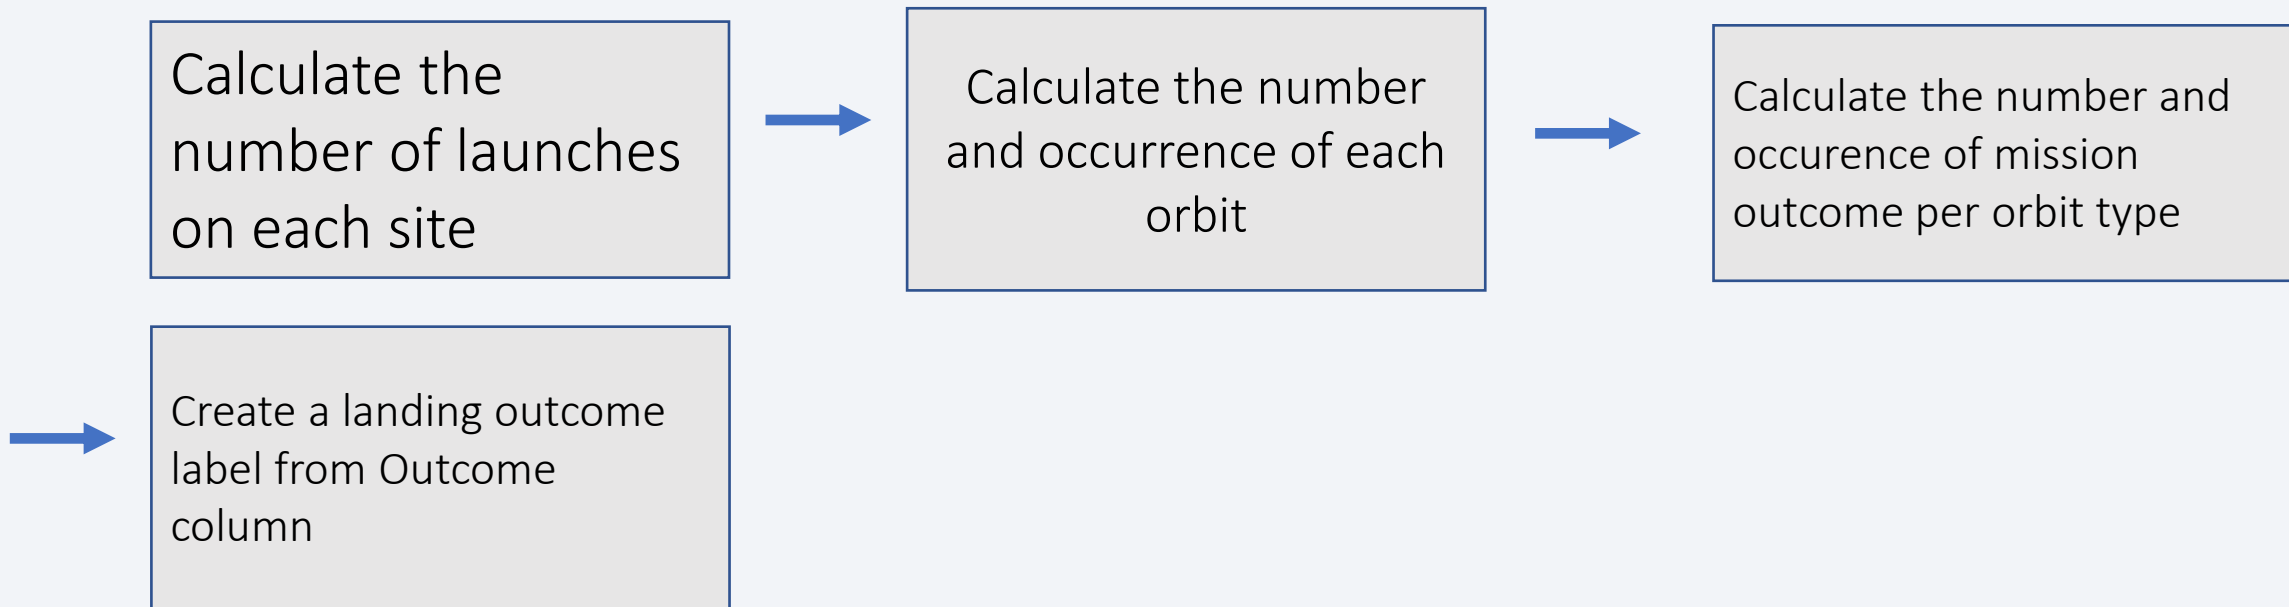 Calculate the
number of launches
on each site
Calculate the number
and occurrence of each
orbit
Calculate the number and
occurence of mission
outcome per orbit type
Create a landing outcome
label from Outcome
column